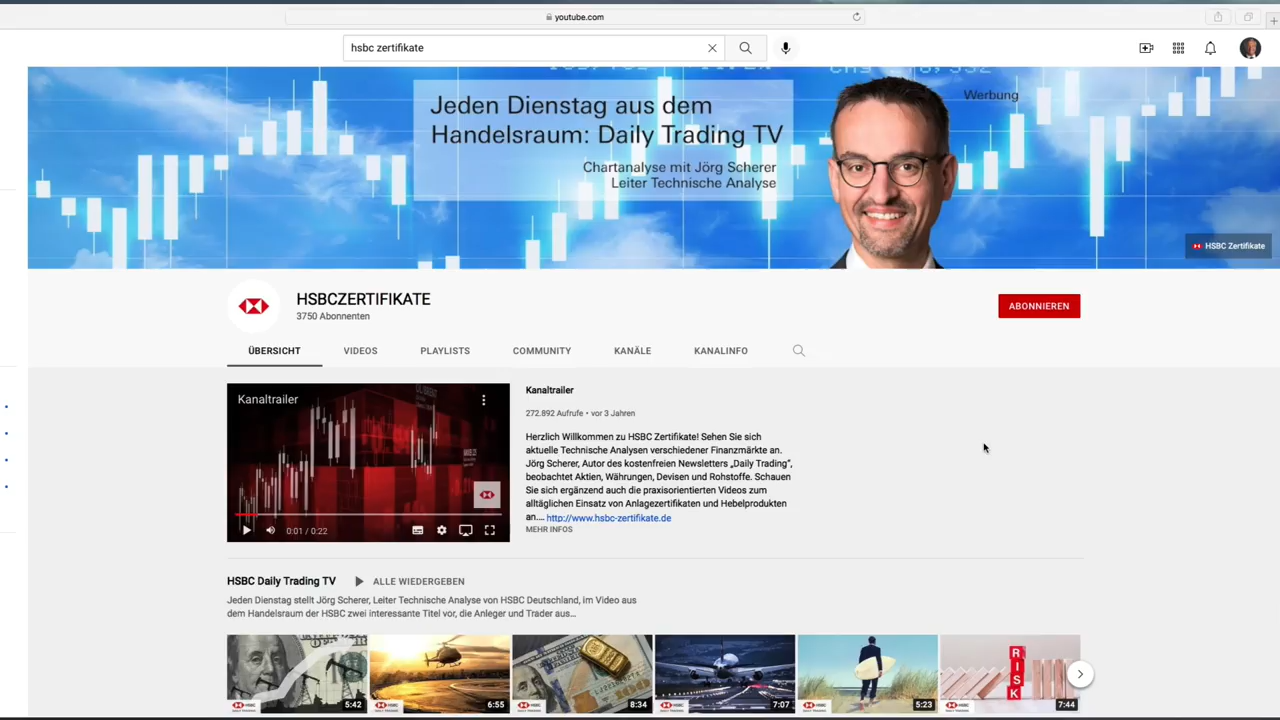 youtube.com
hsbc zertifikate
Jeden Dienstag aus dem
Handelsraum: Daily Trading TV
Chartanalyse mit Jörg Scherer
Leiter Technische Analyse
Werbung
HSBC Zertifikate
HSBCZERTIFIKATE
3750 Abonnenten
ABONNIEREN
ÜBERSICHT VIDEOS PLAYLISTS COMMUNITY KANÄLE KANALINFO
Kanaltrailer
0:01 / 0:22
Kanaltrailer
272.892 Aufrufe • vor 3 Jahren
Herzlich Willkommen zu HSBC Zertifikate! Sehen Sie sich
aktuelle Technische Analysen verschiedener Finanzmärkte an.
Jörg Scherer, Autor des kostenfreien Newsletters „Daily Trading",
beobachtet Aktien, Währungen, Devisen und Rohstoffe. Schauen
Sie sich ergänzend auch die praxisorientierten Videos zum
alltäglichen Einsatz von Anlagezertifikaten und Hebelprodukten
an.... http://www.hsbc-zertifikate.de
MEHR INFOS
HSBC Daily Trading TV ALLE WIEDERGEBEN
Jeden Dienstag stellt Jörg Scherer, Leiter Technische Analyse von HSBC Deutschland, im Video aus
dem Handelsraum der HSBC zwei interessante Titel vor, die Anleger und Trader aus...
RISK
5:42 6:55 8:34 7:07 5:23 7:44